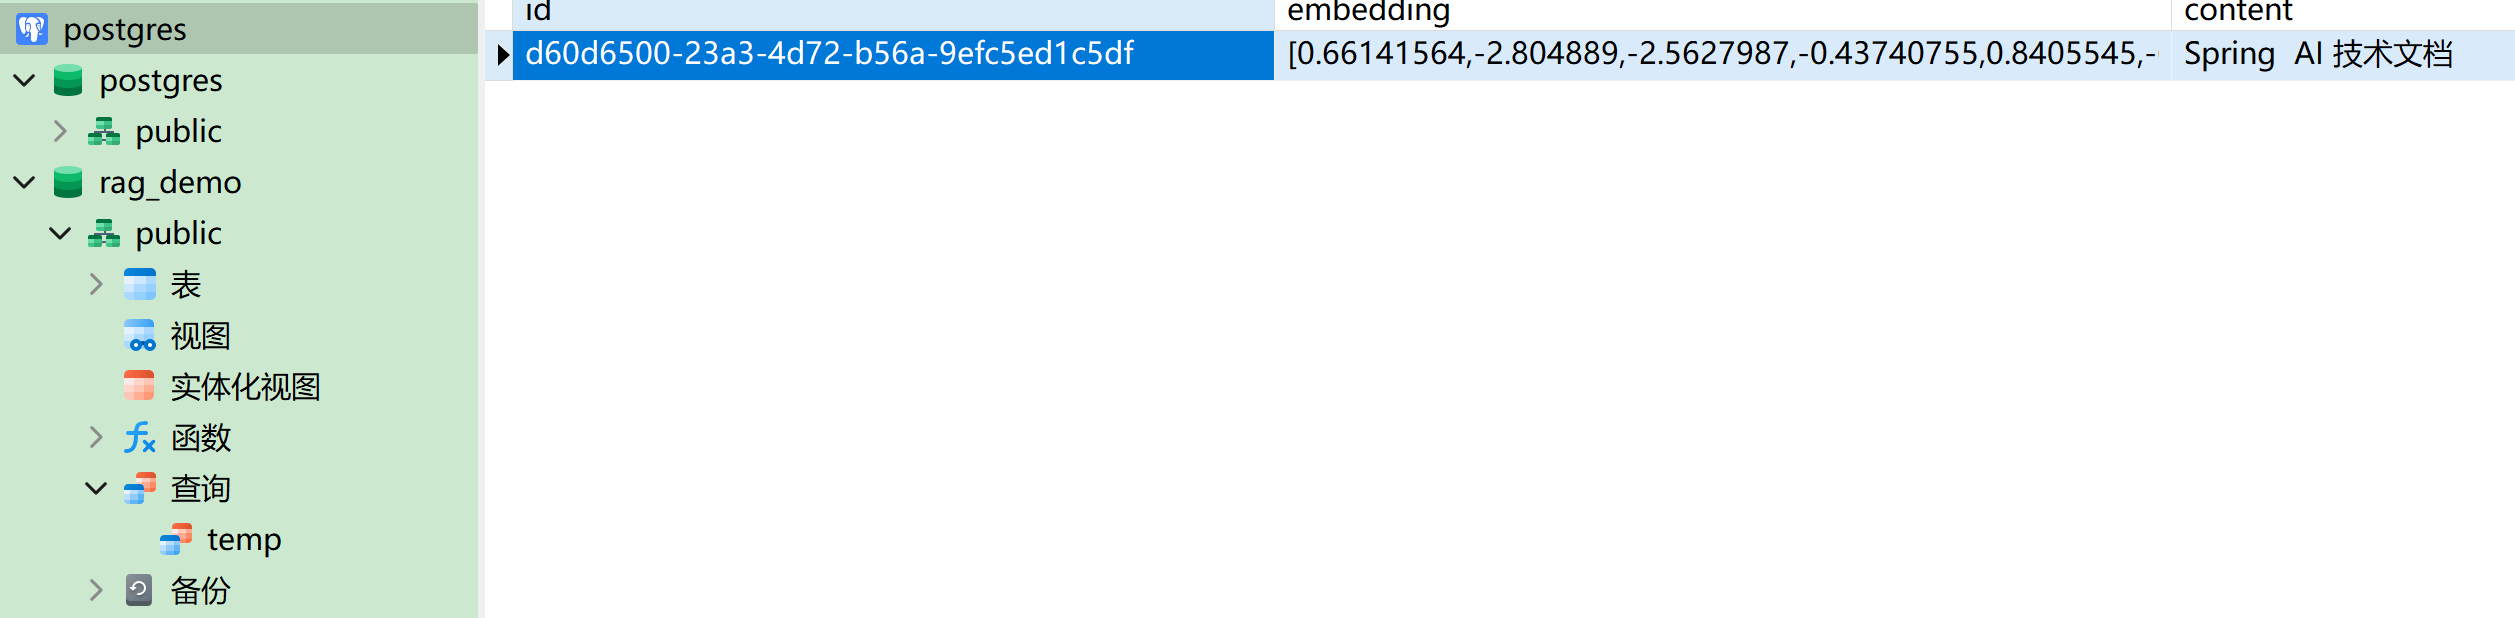 postgres
postgres
public
rag_demo
public
表
视图
实体化视图
函数
查询
temp
备份
id embedding content
d60d6500-23a3-4d72-b56a-9efc5ed1c5df [0.66141564,-2.804889,-2.5627987,-0.43740755,0.8405545,- Spring AI 技术文档